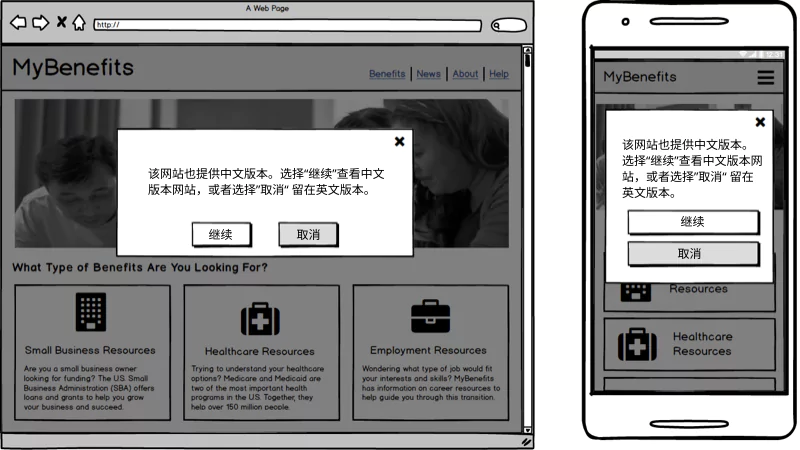 A Web Page
http://
MyBenefits
Benefits | News | About | Help
该网站也提供中文版本。选择“继续”查看中文
版本网站，或者选择”取消” 留在英文版本。
继续
取消
What Type of Benefits Are You Looking For?
Small Business Resources
Are you a small business owner
looking for funding? The U.S. Small
Business Administration (SBA) offers
loans and grants to help you grow
your business and succeed.
Healthcare Resources
Trying to understand your healthcare
options? Medicare and Medicaid are
two of the most important health
programs in the U.S. Together, they
help over 150 million people.
Employment Resources
Wondering what type of job would fit
your interests and skills? MyBenefits
has information on career resources to
help guide you through this transition.
MyBenefits
该网站也提供中文版本。
选择“继续”查看中文版本网
站，或者选择”取消” 留在
英文版本。
继续
取消
Resources
Healthcare
Resources